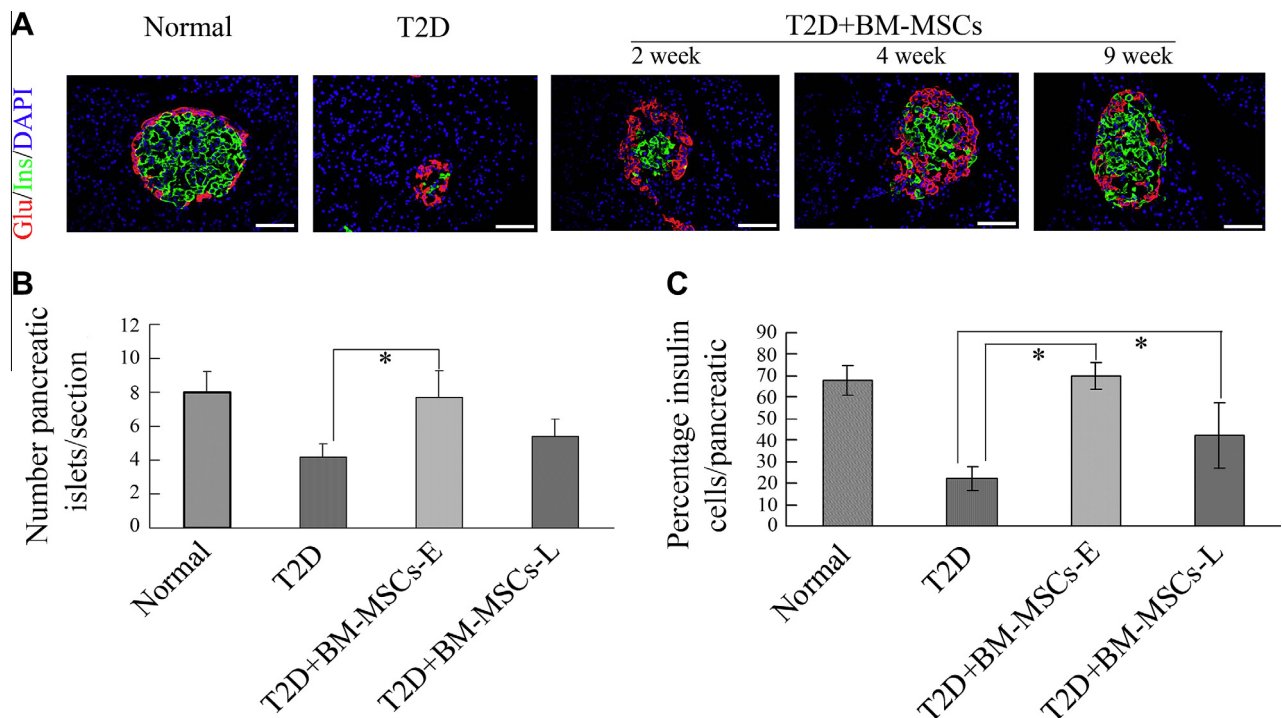 A
Normal
T2D
T2D+BM-MSCs
2 week
4 week
9 week
Glu/Ins/DAPI
B
Number pancreatic
islets/section
12
10
8
6
4
2
0
*
Normal
T2D
T2D+BM-MSCs-E
T2D+BM-MSCs-L
C
Percentage insulin
cells/pancreatic
90
80
70
60
50
40
30
20
10
0
*
*
Normal
T2D
T2D+BM-MSCs-E
T2D+BM-MSCs-L